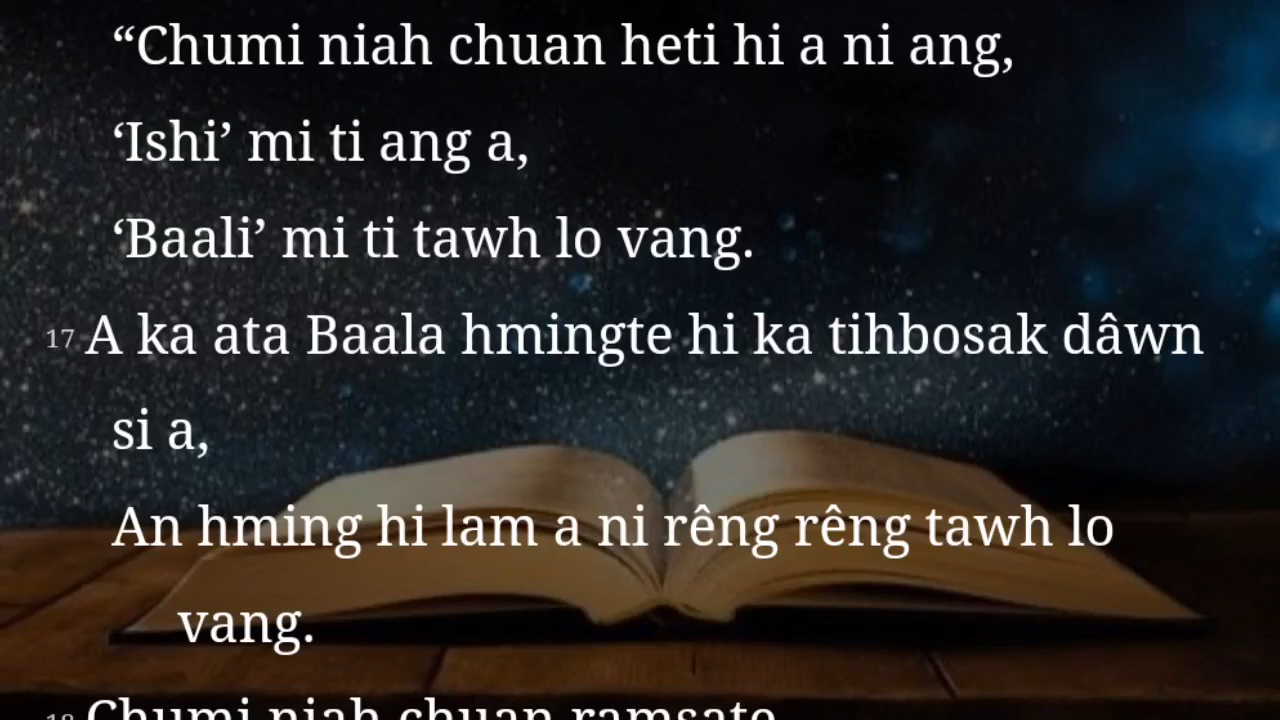 “Chumi niah chuan heti hi a ni ang,
‘Ishi’ mi ti ang a,
‘Baali’ mi ti tawh lo vang.
17 A ka ata Baala hmingte hi ka tihbosak dâwn
si a,
An hming hi lam a ni rêng rêng tawh lo
vang.
18 Chumi niah chuan ramsate